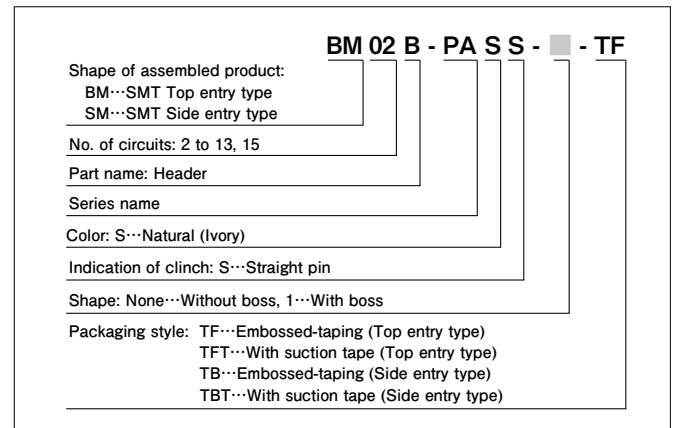 BM 02 B - PA S S - - TF
Shape of assembled product:
BM⋯SMT Top entry type
SM⋯SMT Side entry type
No. of circuits: 2 to 13, 15
Part name: Header
Series name
Color: S⋯Natural (Ivory)
Indication of clinch: S⋯Straight pin
Shape: None⋯Without boss, 1⋯With boss
Packaging style: TF⋯Embossed-taping (Top entry type)
TFT⋯With suction tape (Top entry type)
TB⋯Embossed-taping (Side entry type)
TBT⋯With suction tape (Side entry type)